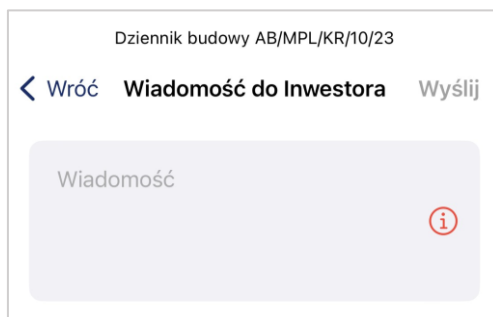 Dziennik budowy AB/MPL/KR/10/23
Wróć Wiadomość do Inwestora Wyślij
Wiadomość